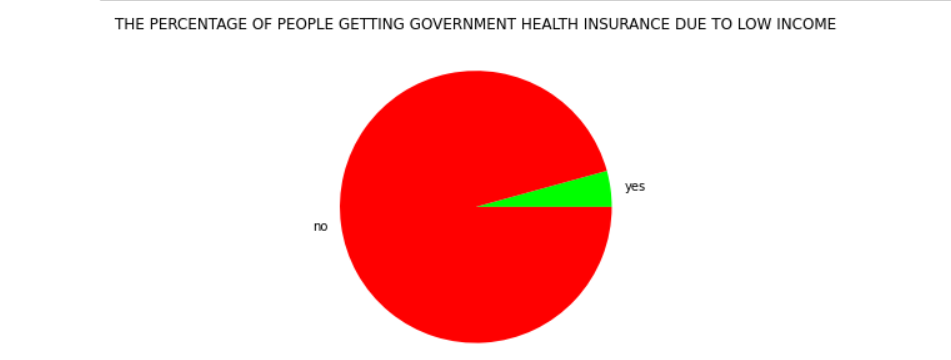 THE PERCENTAGE OF PEOPLE GETTING GOVERNMENT HEALTH INSURANCE DUE TO LOW INCOME
yes
no